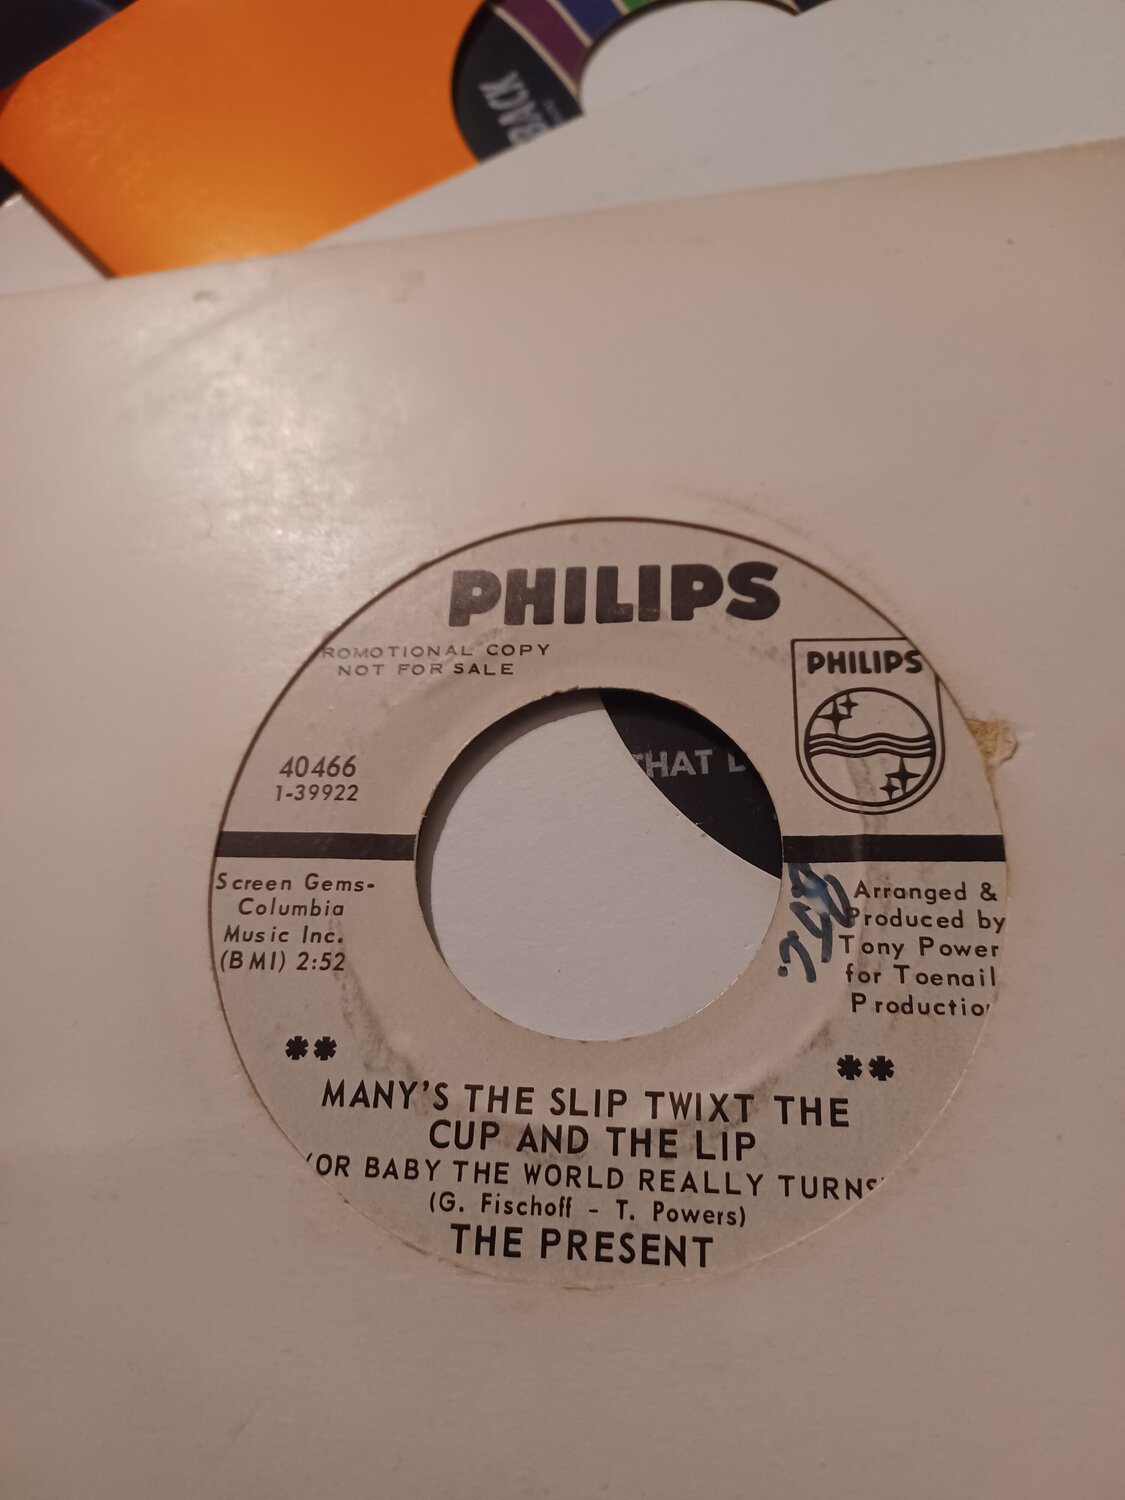 BACK
PHILIPS
ROMOTIONAL COPY
NOT FOR SALE
PHILIPS
40466
1-39922
THAT
Screen Gems-
Columbia
Music Inc.
(BMI) 2:52
Arranged &
Produced by
Tony Power
for Toenail
Productio
** **
MANY'S THE SLIP TWIXT THE
CUP AND THE LIP
(OR BABY THE WORLD REALLY TURNS
(G. Fischoff - T. Powers)
THE PRESENT